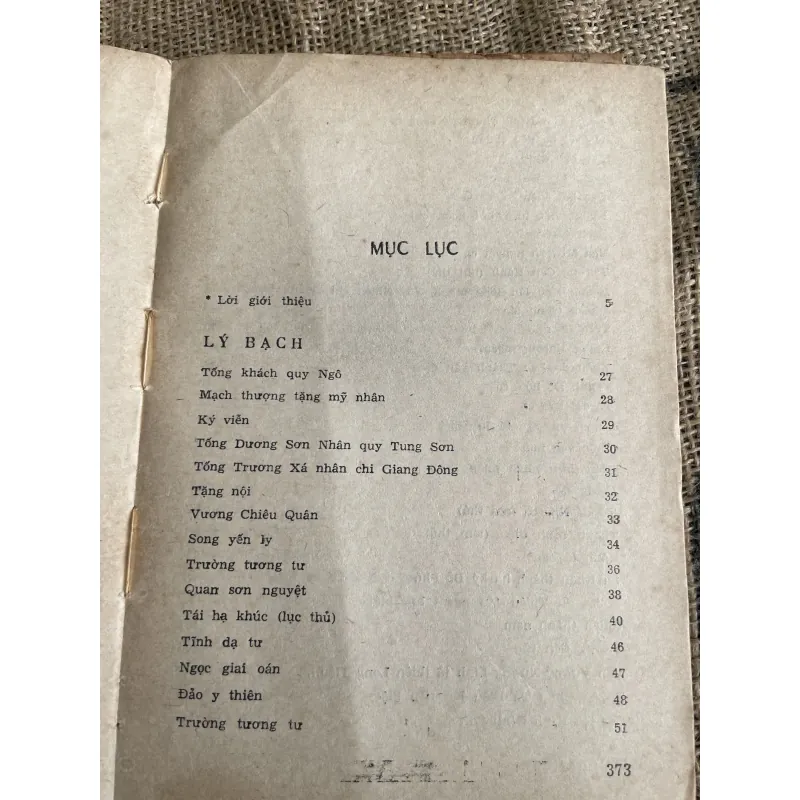 MỤC LỤC
* Lời giới thiệu 5
LÝ BẠCH
Tống khách quy Ngô 27
Mạch thượng tặng mỹ nhân 28
Ký viễn 29
Tống Dương Sơn Nhân quy Tung Sơn 30
Tống Trương Xá nhân chi Giang Đông 31
Tặng nội 32
Vương Chiêu Quân 33
Song yến ly 34
Trường tương tư 36
Quan sơn nguyệt 38
Tái hạ khúc (lục thủ) 40
Tĩnh dạ tư 46
Ngọc giai oán 47
Đảo y thiên 48
Trường tương tư 51
373